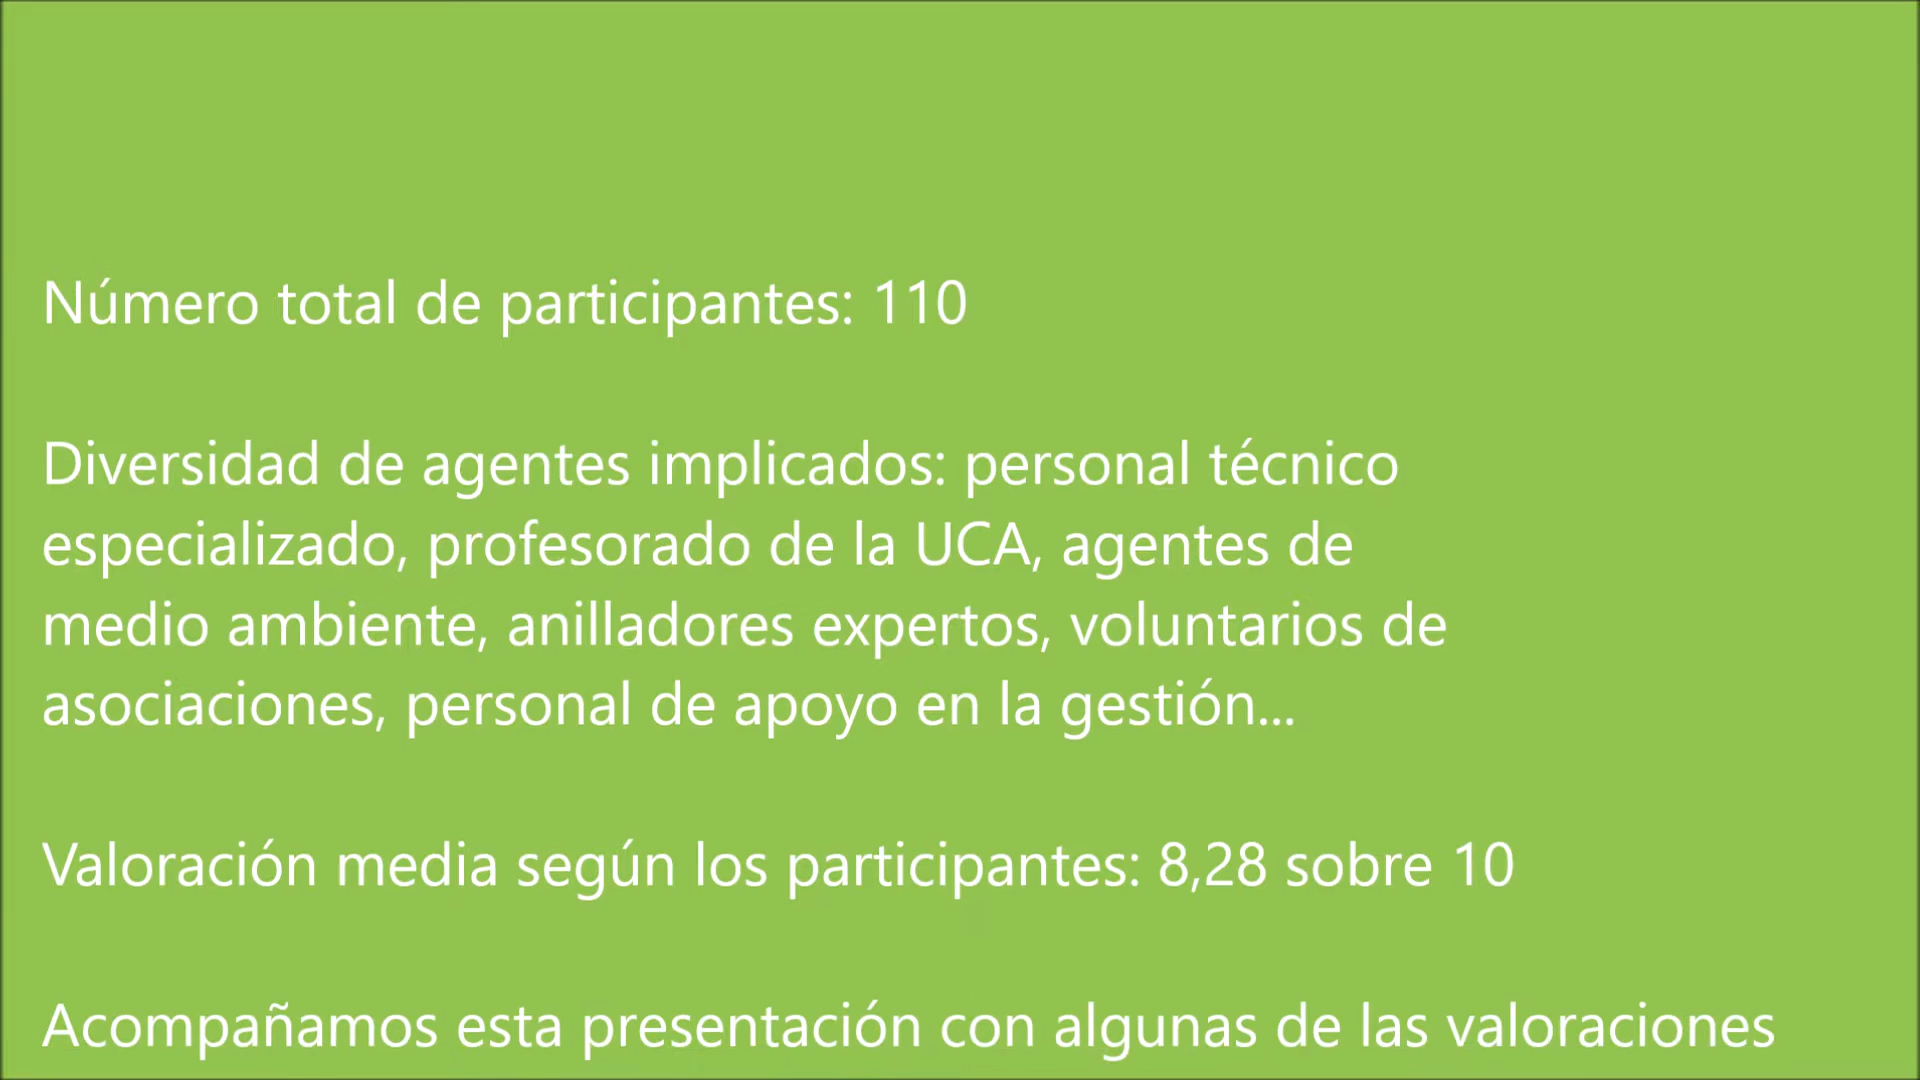 Número total de participantes: 110
Diversidad de agentes implicados: personal técnico
especializado, profesorado de la UCA, agentes de
medio ambiente, anilladores expertos, voluntarios de
asociaciones, personal de apoyo en la gestión...
Valoración media según los participantes: 8,28 sobre 10
Acompañamos esta presentación con algunas de las valoraciones